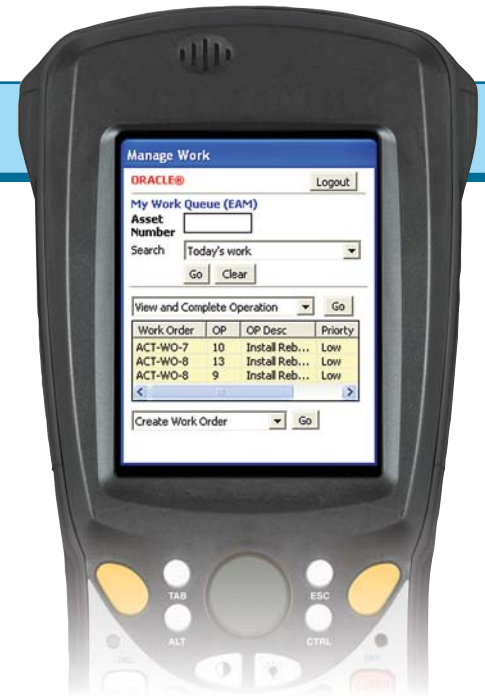 Manage Work
ORACLE® Logout
My Work Queue (EAM)
Asset
Number
Search Today's work
Go Clear
View and Complete Operation Go
Work Order OP OP Desc Priorty
ACT-WO-7 10 Install Reb... Low
ACT-WO-8 13 Install Reb... Low
ACT-WO-8 9 Install Reb... Low
Create Work Order Go
TAB ESC
ALT CTRL
DEL OFF